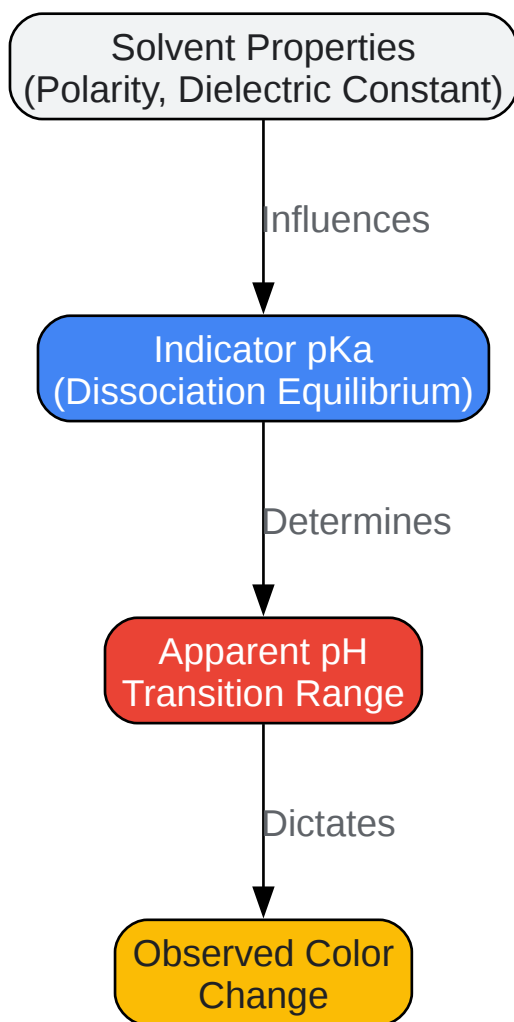 Solvent Properties
(Polarity, Dielectric Constant)
Influences
Indicator pKa
(Dissociation Equilibrium)
Determines
Apparent pH
Transition Range
Dictates
Observed Color
Change